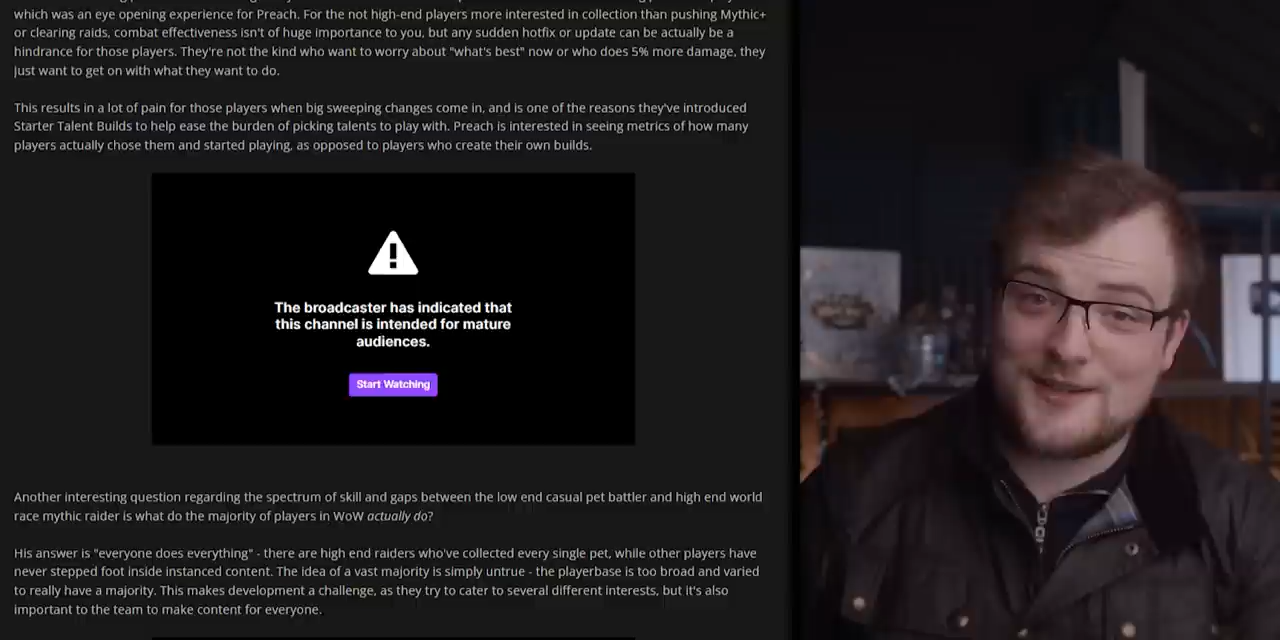 which was an eye opening experience for Preach. For the not high-end players more interested in collection than pushing Mythic+
or clearing raids, combat effectiveness isn't of huge importance to you, but any sudden hotfix or update can be actually be a
hindrance for those players. They're not the kind who want to worry about "what's best" now or who does 5% more damage, they
just want to get on with what they want to do.
This results in a lot of pain for those players when big sweeping changes come in, and is one of the reasons they've introduced
Starter Talent Builds to help ease the burden of picking talents to play with. Preach is interested in seeing metrics of how many
players actually chose them and started playing, as opposed to players who create their own builds.
The broadcaster has indicated that
this channel is intended for mature
audiences.
Start Watching
Another interesting question regarding the spectrum of skill and gaps between the low end casual pet battler and high end world
race mythic raider is what do the majority of players in WoW actually do?
His answer is "everyone does everything" - there are high end raiders who've collected every single pet, while other players have
never stepped foot inside instanced content. The idea of a vast majority is simply untrue - the playerbase is too broad and varied
to really have a majority. This makes development a challenge, as they try to cater to several different interests, but it's also
important to the team to make content for everyone.